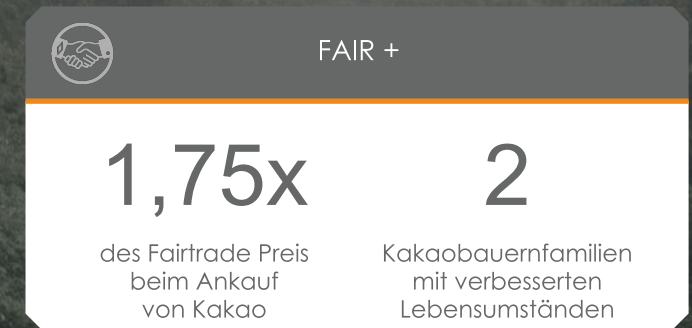 FAIR +
1,75x
des Fairtrade Preis
beim Ankauf
von Kakao
2
Kakaobauernfamilien
mit verbesserten
Lebensumständen